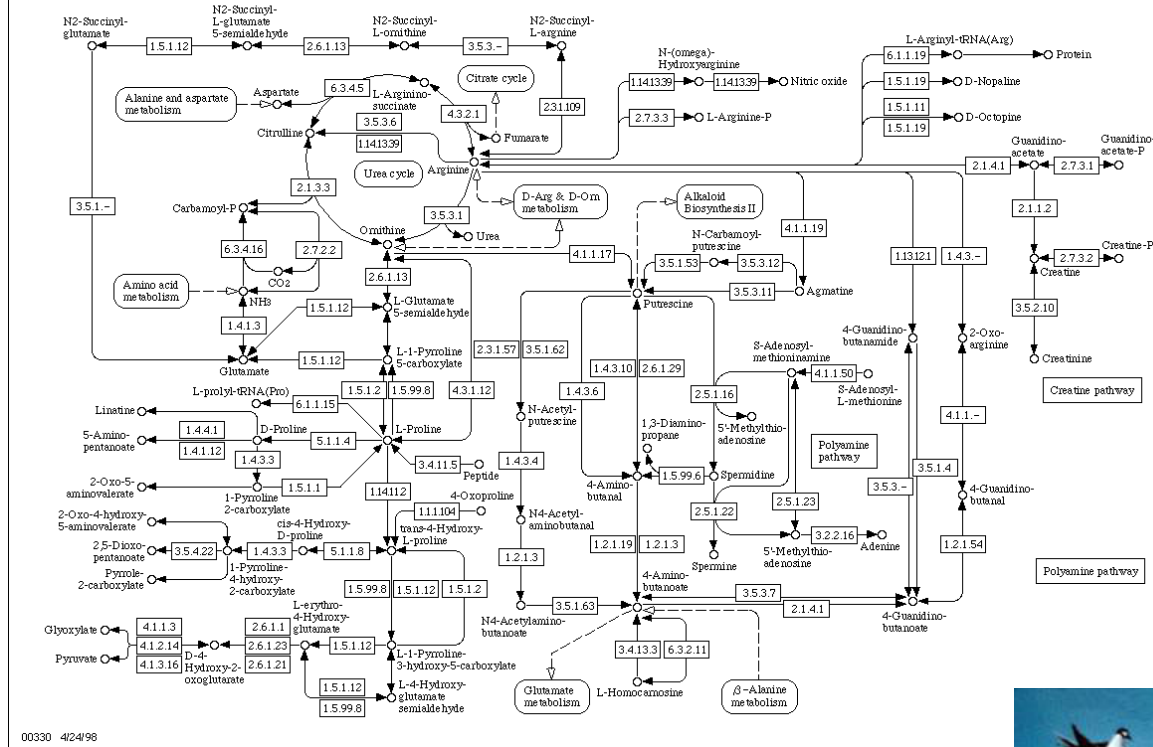 N2-Succinyl-
glutamate
1.5.1.12
N2-Succinyl-
L-glutamate
5-semialdehyde
2.6.1.13
N2-Succinyl-
L-ornithine
3.5.3.-
N2-Succinyl-
L-arginine
L-Arginyl-tRNA(Arg)
6.1.1.19
Protein
N-(omega)-
Hydroxyarginine
1.14.13.39
1.14.13.39
Nitric oxide
1.5.1.19
D-Nopaline
Citrate cycle
6.3.4.5
Aspartate
Alanine and aspartate
metabolism
L-Arginino-
succinate
4.3.2.1
2.3.1.109
2.7.3.3
L-Arginine-P
1.5.1.11
1.5.1.19
D-Octopine
Citrulline
3.5.3.6
1.14.13.39
Fumarate
Arginine
Urea cycle
Guanidino-
acetate
2.1.4.1
2.7.3.1
Guanidino-
acetate-P
2.1.3.3
D-Arg & D-Orn
metabolism
Alkaloid
Biosynthesis II
3.5.1.-
Carbamoyl-P
3.5.3.1
Urea
Ornithine
2.1.1.2
4.1.1.19
6.3.4.16
2.7.2.2
CO2
4.1.1.17
N-Carbamoyl-
putrescine
3.5.1.53
3.5.3.12
1.13.12.1
1.4.3.-
Creatine
2.7.3.2
Creatine-P
Amino acid
metabolism
NH3
2.6.1.13
Putrescine
3.5.3.11
Agmatine
3.5.2.10
1.4.1.3
1.5.1.12
L-Glutamate
5-semialdehyde
4-Guanidino-
butanamide
2-Oxo-
arginine
Creatinine
Glutamate
1.5.1.12
L-1-Pyrroline
5-carboxylate
2.3.1.57
3.5.1.62
1.4.3.10
2.6.1.29
1.4.3.6
S-Adenosyl-
methioninamine
4.1.1.50
S-Adenosyl-
L-methionine
Creatine pathway
L-prolyl-tRNA(Pro)
6.1.1.15
1.5.1.2
1.5.99.8
4.3.1.12
2.5.1.16
5'-Methylthio-
adenosine
4.1.1.-
Linatine
D-Proline
L-Proline
N-Acetyl-
putrescine
1,3-Diamino-
propane
5-Amino-
pentanoate
1.4.4.1
1.4.1.12
5.1.1.4
Polyamine
pathway
1.4.3.3
3.4.11.5
Peptide
1.4.3.4
4-Amino-
butanal
1.5.99.6
Spermidine
3.5.3.-
3.5.1.4
2-Oxo-5-
aminovalerate
1-Pyrroline
2-carboxylate
1.5.1.1
1.14.11.2
4-Guanidino-
butanal
1.1.1.104
4-Oxoproline
N4-Acetyl-
aminobutanal
2.5.1.22
2.5.1.23
2-Oxo-4-hydroxy-
5-aminovalerate
cis-4-Hydroxy-
D-proline
trans-4-Hydroxy-
L-proline
2,5-Dioxo-
pentanoate
3.5.4.22
1.4.3.3
5.1.1.8
1.2.1.3
1.2.1.19
1.2.1.3
Spermine
5'-Methylthio-
adenosine
3.2.2.16
Adenine
1.2.1.54
Pyrrole-
2-carboxylate
1-Pyrroline-
4-hydroxy-
2-carboxylate
1.5.99.8
1.5.1.12
1.5.1.2
4-Amino-
butanoate
3.5.3.7
2.1.4.1
4-Guanidino-
butanoate
Polyamine pathway
N4-Acetylamino-
butanoate
3.5.1.63
L-erythro-
4-Hydroxy-
glutamate
Glyoxylate
Pyruvate
4.1.1.3
4.1.2.14
4.1.3.16
D-4-
Hydroxy-2-
oxoglutarate
2.6.1.1
2.6.1.23
2.6.1.21
1.5.1.12
L-1-Pyrroline-
3-hydroxy-5-carboxylate
3.4.13.3
6.3.2.11
1.5.1.12
1.5.99.8
L-4-Hydroxy-
glutamate
semialdehyde
Glutamate
metabolism
L-Homocarnosine
β-Alanine
metabolism
00330 4/24/98